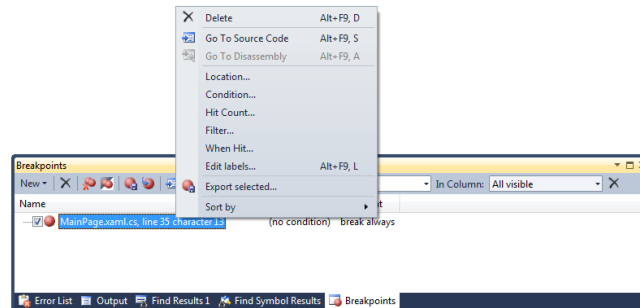 Delete Alt+F9, D
Go To Source Code Alt+F9, S
Go To Disassembly Alt+F9, A
Location...
Condition...
Hit Count...
Filter...
When Hit...
Edit labels... Alt+F9, L
Export selected...
Sort by
Breakpoints
New In Column: All visible
Name
MainPage.xaml.cs, line 35 character 13 (no condition) break always
Error List Output Find Results 1 Find Symbol Results Breakpoints